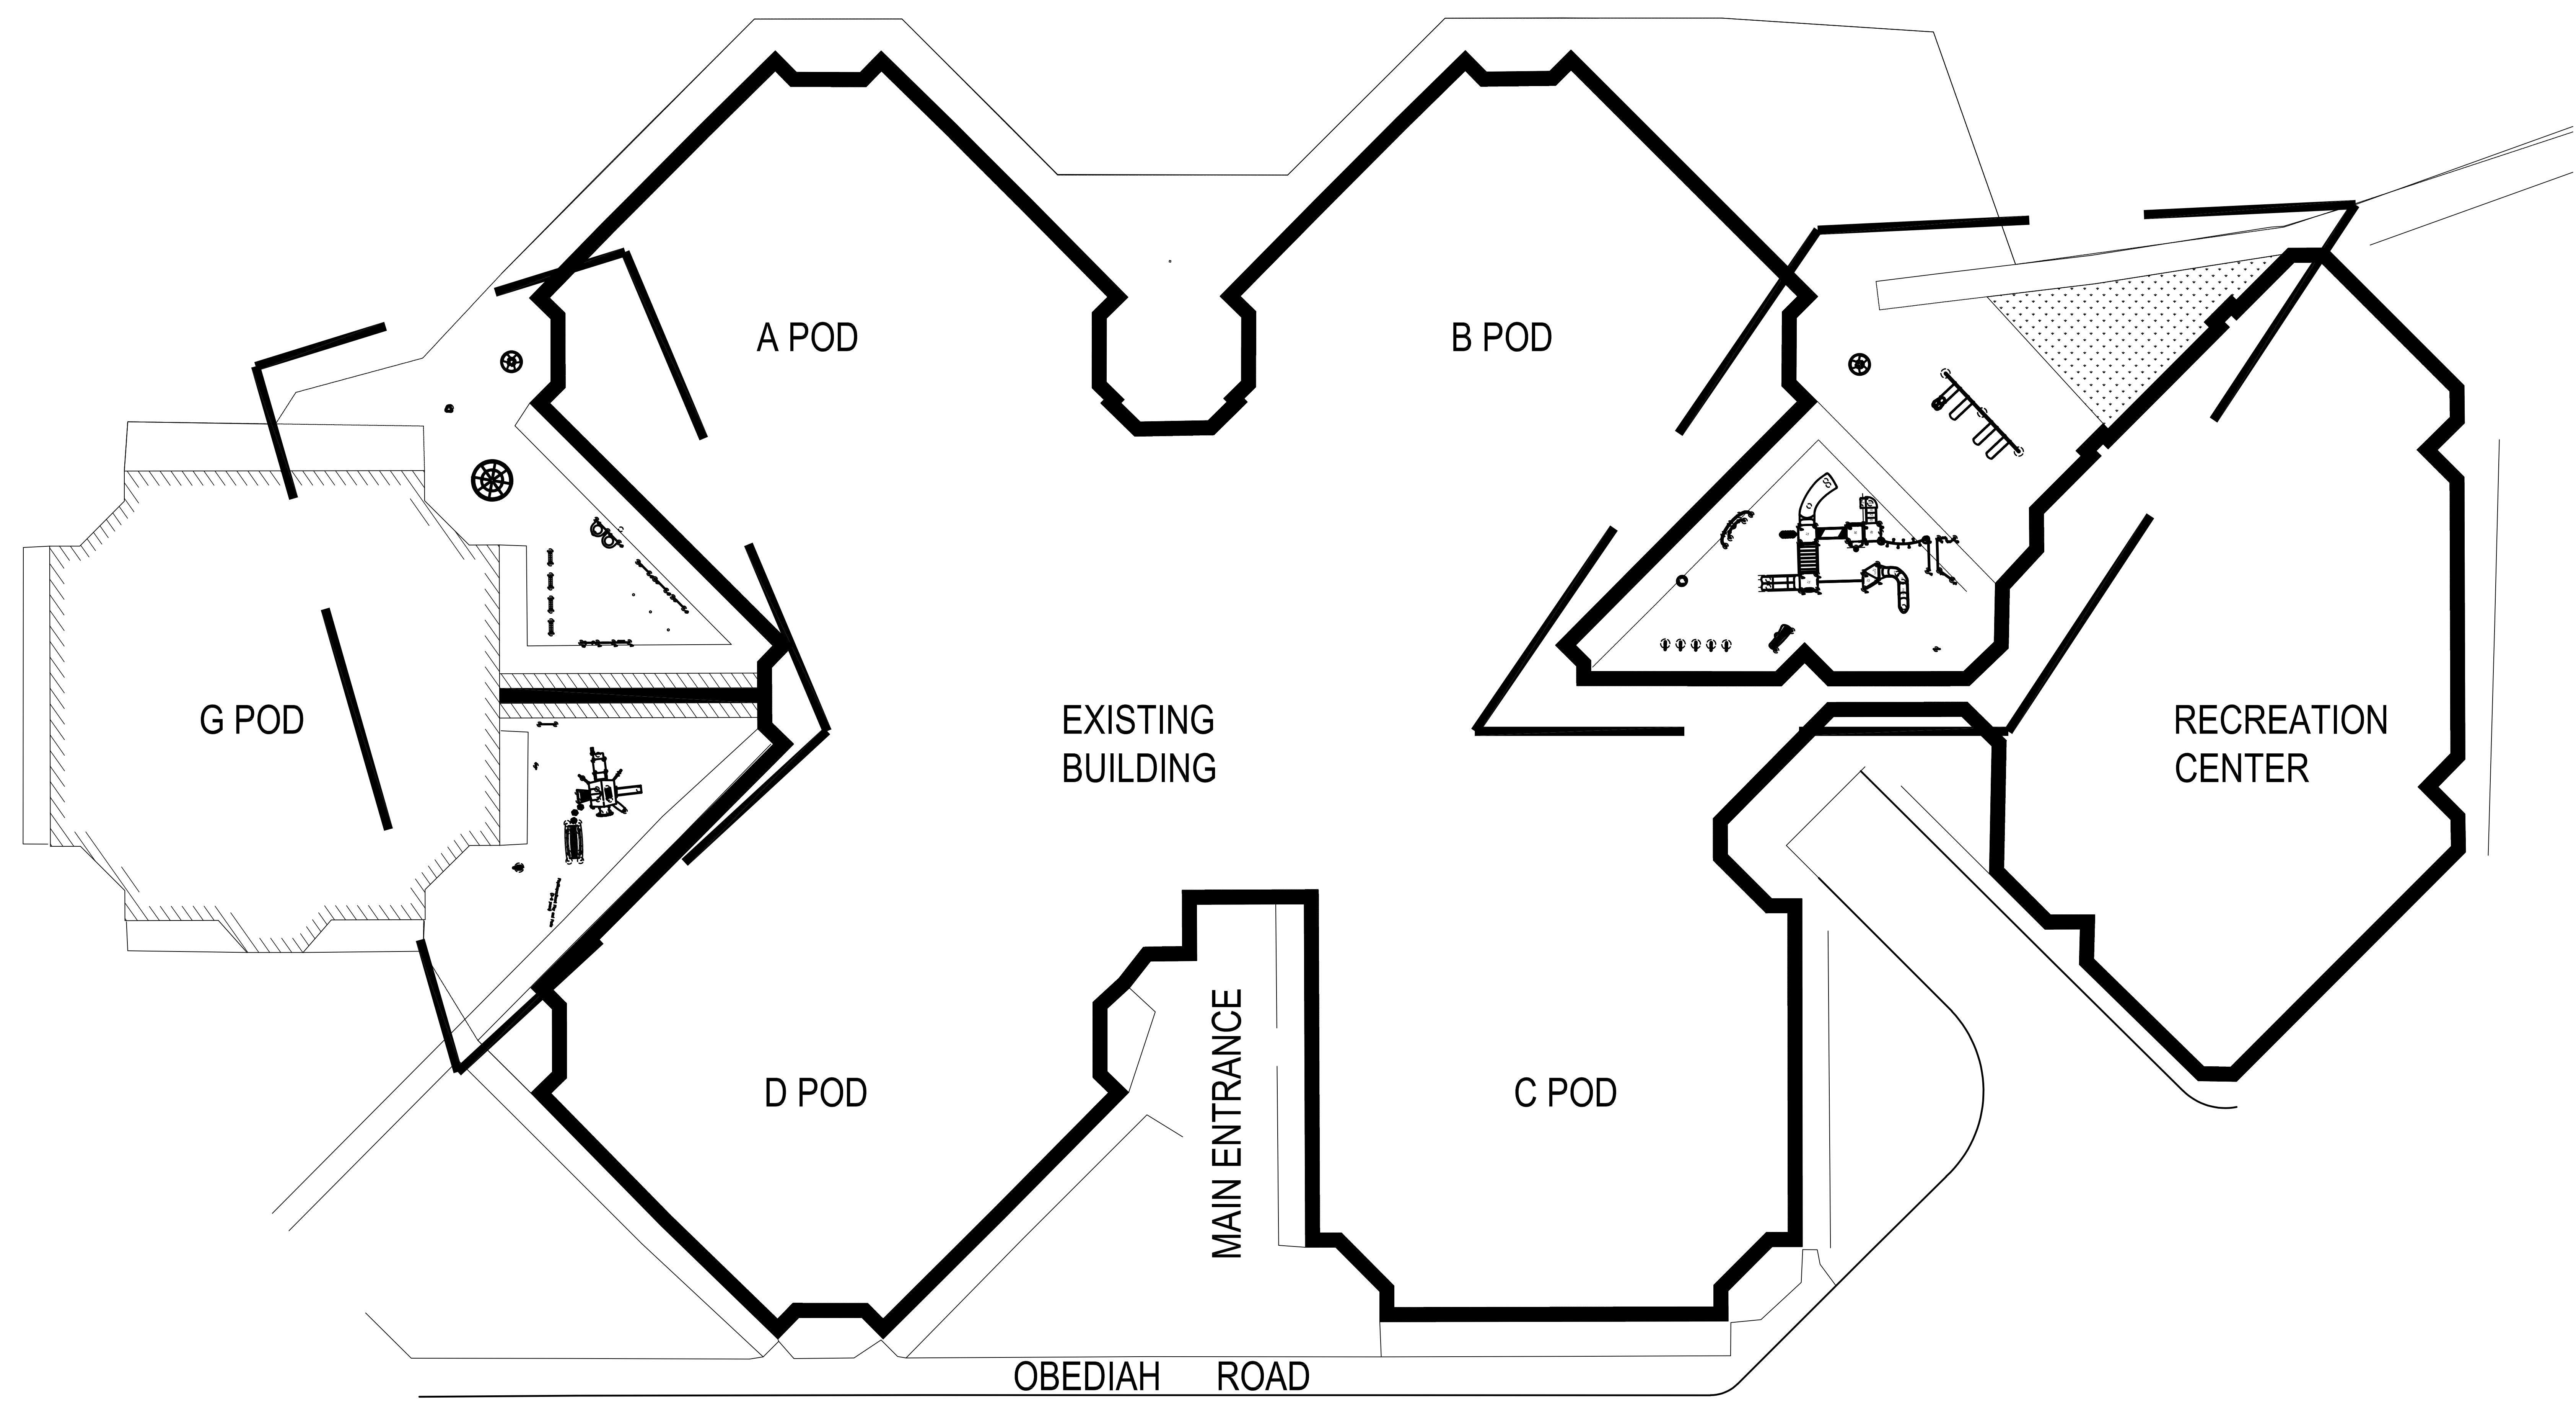 A POD
B POD
G POD
EXISTING
BUILDING
RECREATION
CENTER
D POD
MAIN ENTRANCE
C POD
OBEDIAH ROAD